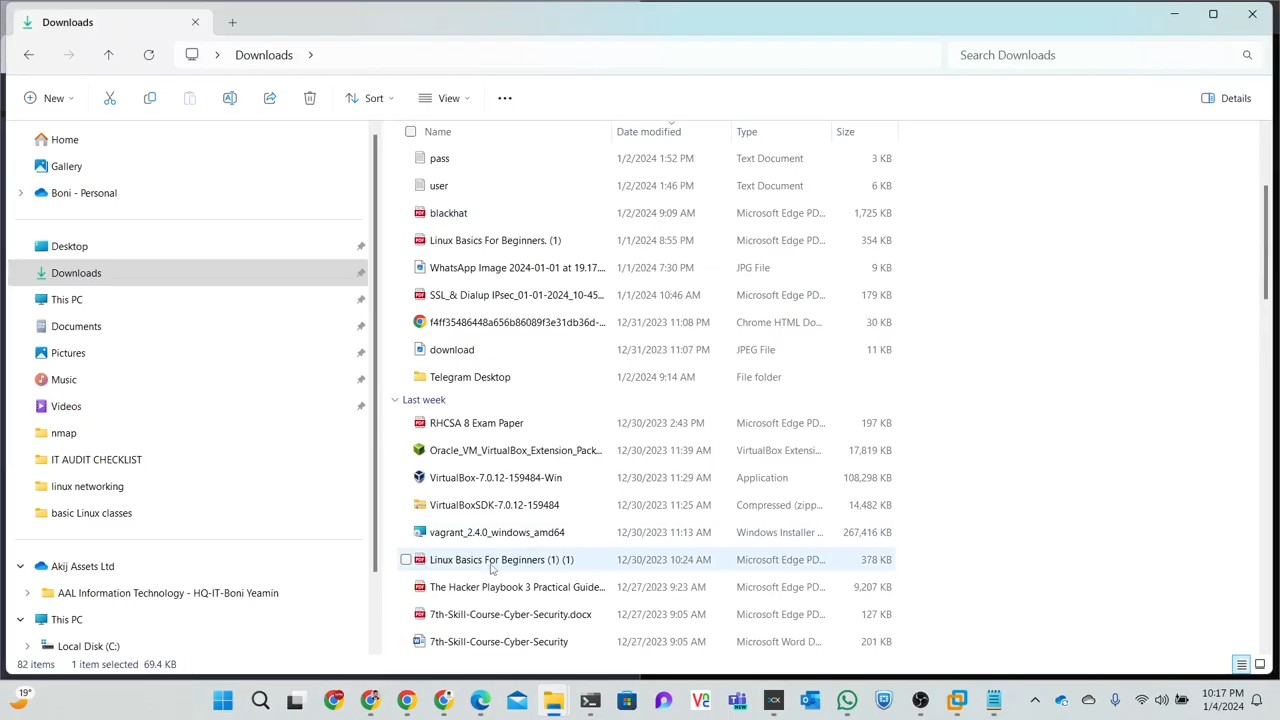 Downloads
Downloads
Search Downloads
New
Sort
View
Details
Home
Gallery
Boni - Personal
Desktop
Downloads
This PC
Documents
Pictures
Music
Videos
nmap
IT AUDIT CHECKLIST
linux networking
basic Linux classes
Akij Assets Ltd
AAL Information Technology - HQ-IT-Boni Yeamin
This PC
Local Disk (C:)
Name Date modified Type Size
pass 1/2/2024 1:52 PM Text Document 3 KB
user 1/2/2024 1:46 PM Text Document 6 KB
blackhat 1/2/2024 9:09 AM Microsoft Edge PD... 1,725 KB
Linux Basics For Beginners. (1) 1/1/2024 8:55 PM Microsoft Edge PD... 354 KB
WhatsApp Image 2024-01-01 at 19.17.... 1/1/2024 7:30 PM JPG File 9 KB
SSL_& Dialup IPsec_01-01-2024_10-45... 1/1/2024 10:46 AM Microsoft Edge PD... 179 KB
f4ff35486448a656b86089f3e31db36d-... 12/31/2023 11:08 PM Chrome HTML Do... 30 KB
download 12/31/2023 11:07 PM JPEG File 11 KB
Telegram Desktop 1/2/2024 9:14 AM File folder
Last week
RHCSA 8 Exam Paper 12/30/2023 2:43 PM Microsoft Edge PD... 197 KB
Oracle_VM_VirtualBox_Extension_Pack... 12/30/2023 11:39 AM VirtualBox Extensi... 17,819 KB
VirtualBox-7.0.12-159484-Win 12/30/2023 11:29 AM Application 108,298 KB
VirtualBoxSDK-7.0.12-159484 12/30/2023 11:25 AM Compressed (zipp... 14,482 KB
vagrant_2.4.0_windows_amd64 12/30/2023 11:13 AM Windows Installer ... 267,416 KB
Linux Basics For Beginners (1) (1) 12/30/2023 10:24 AM Microsoft Edge PD... 378 KB
The Hacker Playbook 3 Practical Guide... 12/27/2023 9:23 AM Microsoft Edge PD... 9,207 KB
7th-Skill-Course-Cyber-Security.docx 12/27/2023 9:05 AM Microsoft Edge PD... 127 KB
7th-Skill-Course-Cyber-Security 12/27/2023 9:05 AM Microsoft Word D... 201 KB
82 items 1 item selected 69.4 KB
19°
10:17 PM
1/4/2024